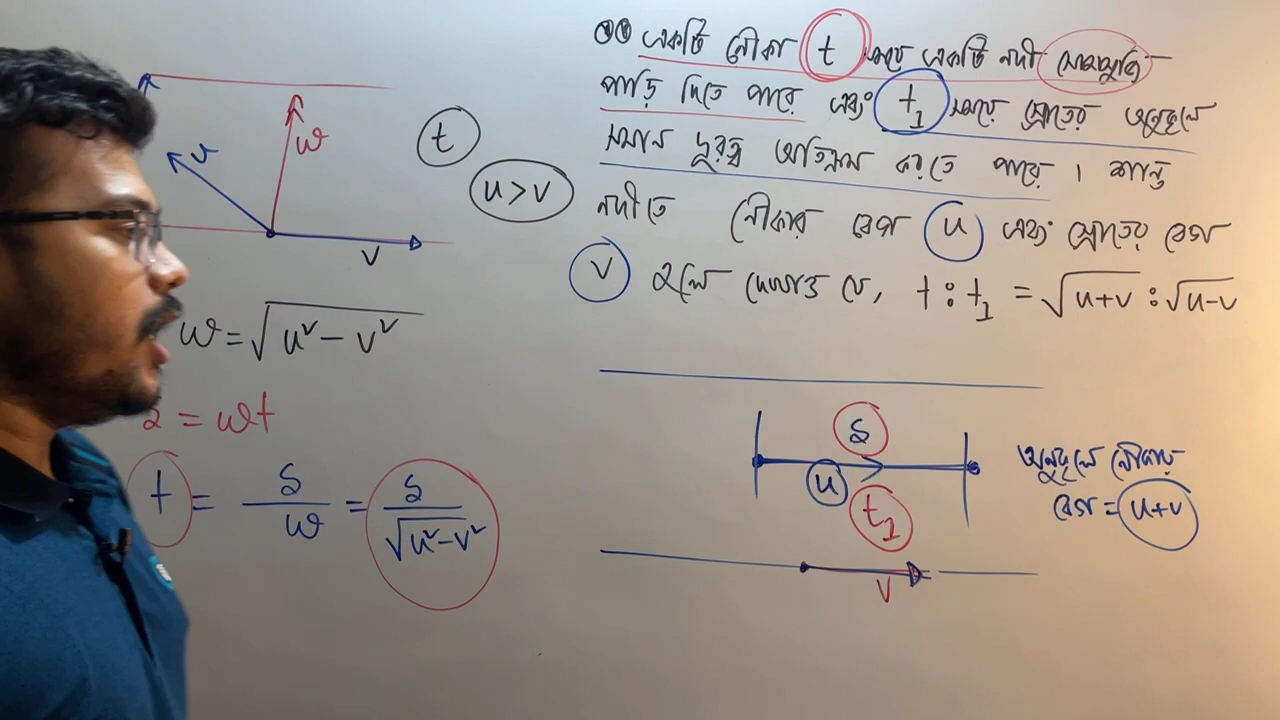 একটি নৌকা t সময়ে একটি নদী সোজাসুজি
পাড়ি দিতে পারে এবং t₁ সময়ে স্রোতের অনুকূলে
সমান দূরত্ব অতিক্রম করতে পারে । শান্ত
নদীতে নৌকার বেগ u এবং স্রোতের বেগ
v হলে দেখাও যে, t : t₁ = √u+v : √u-v
u
w
v
t
u>v
w = √u²-v²
= wt
t = s/w = s/√u²-v²
s
u
t₁
v
অনুকূলে নৌকার
বেগ = u+v